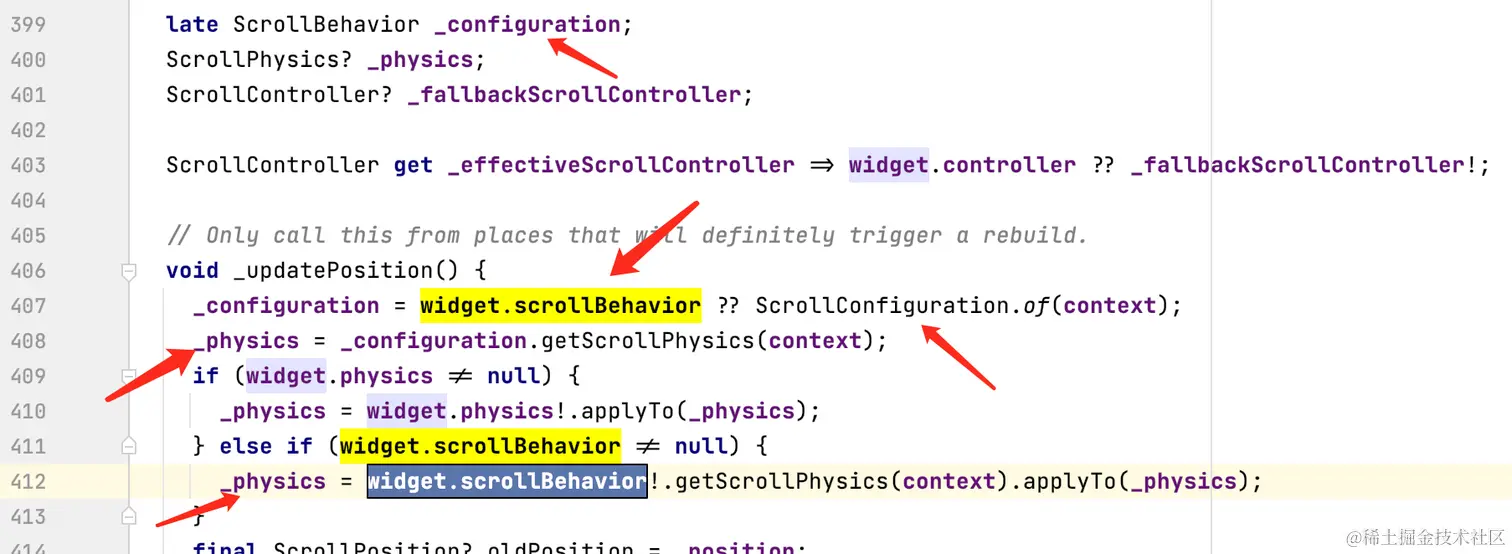 399 late ScrollBehavior _configuration;
400 ScrollPhysics? _physics;
401 ScrollController? _fallbackScrollController;
402
403 ScrollController get _effectiveScrollController => widget.controller ?? _fallbackScrollController!;
404
405 // Only call this from places that will definitely trigger a rebuild.
406 void _updatePosition() {
407 _configuration = widget.scrollBehavior ?? ScrollConfiguration.of(context);
408 _physics = _configuration.getScrollPhysics(context);
409 if (widget.physics != null) {
410 _physics = widget.physics!.applyTo(_physics);
411 } else if (widget.scrollBehavior != null) {
412 _physics = widget.scrollBehavior!.getScrollPhysics(context).applyTo(_physics);
413 }
414 final ScrollPosition? oldPosition = _position;
@稀土掘金技术社区